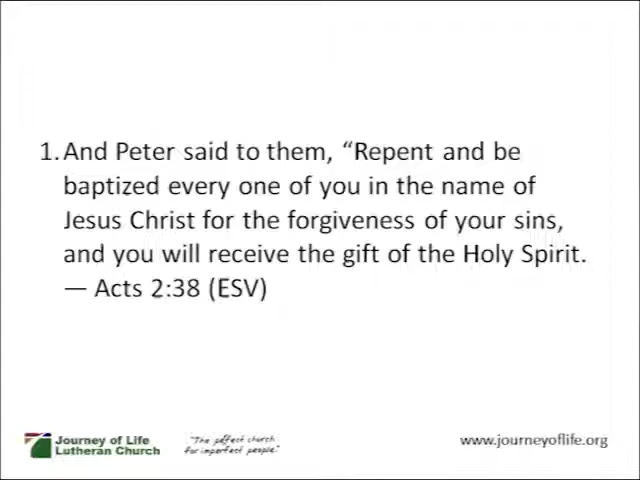 1. And Peter said to them, “Repent and be
baptized every one of you in the name of
Jesus Christ for the forgiveness of your sins,
and you will receive the gift of the Holy Spirit.
— Acts 2:38 (ESV)
Journey of Life
Lutheran Church
"The perfect church
for imperfect people."
www.journeyoflife.org